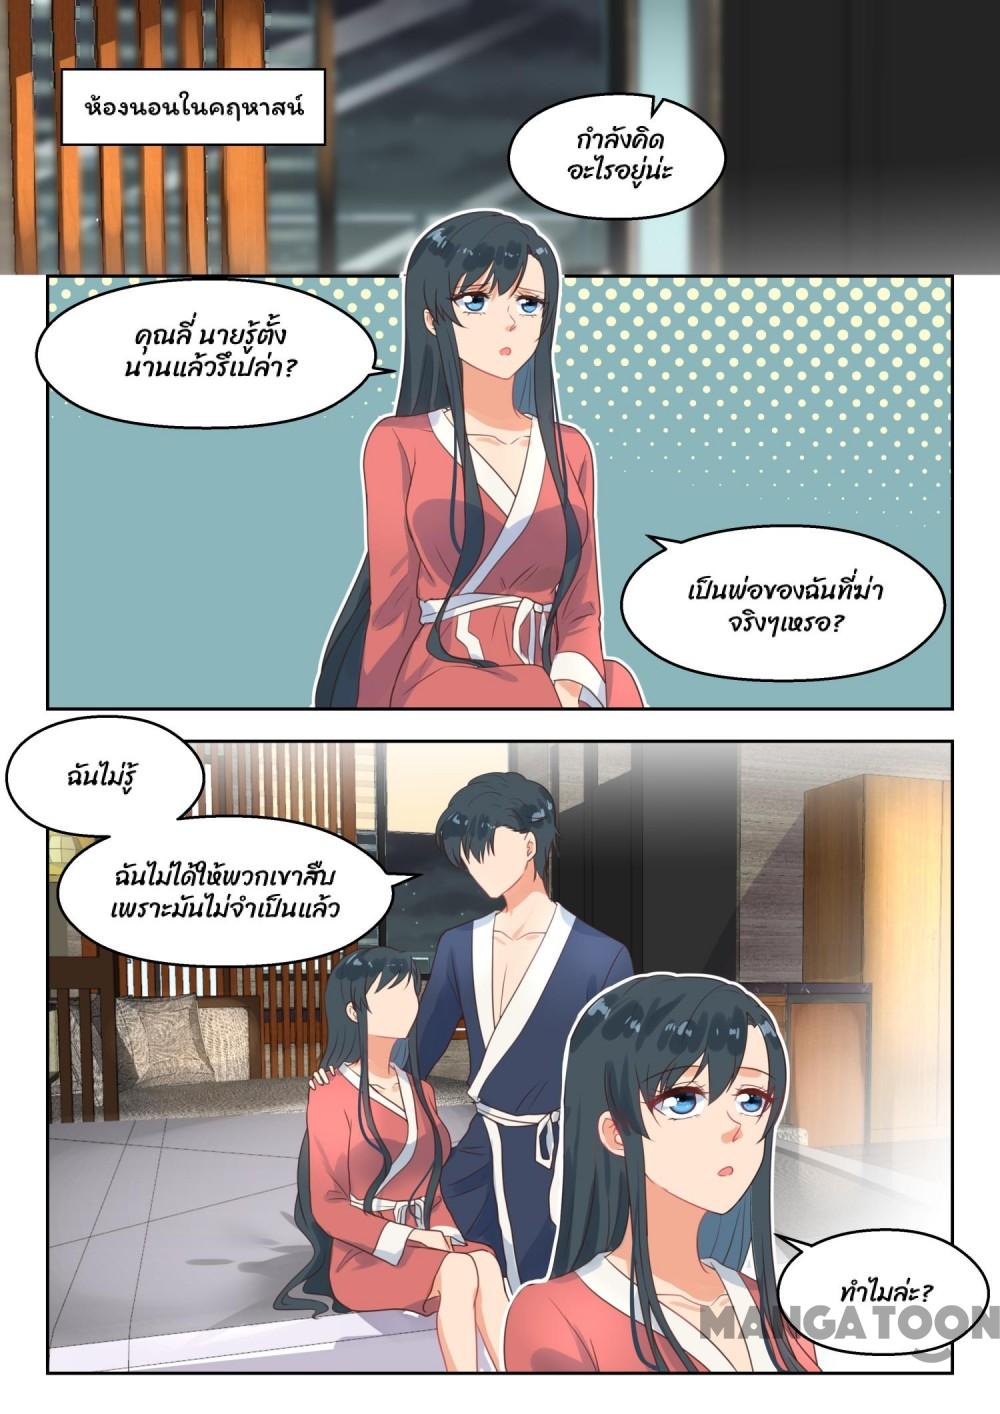 ห้องนอนในคฤหาสน์
กำลังคิด
อะไรอยู่น่ะ
คุณลี่ นายรู้ตั้ง
นานแล้วรึเปล่า?
เป็นพ่อของฉันที่ฆ่า
จริงๆเหรอ?
ฉันไม่รู้
ฉันไม่ได้ให้พวกเขาสืบ
เพราะมันไม่จำเป็นแล้ว
ทำไมล่ะ?
MANGATOON